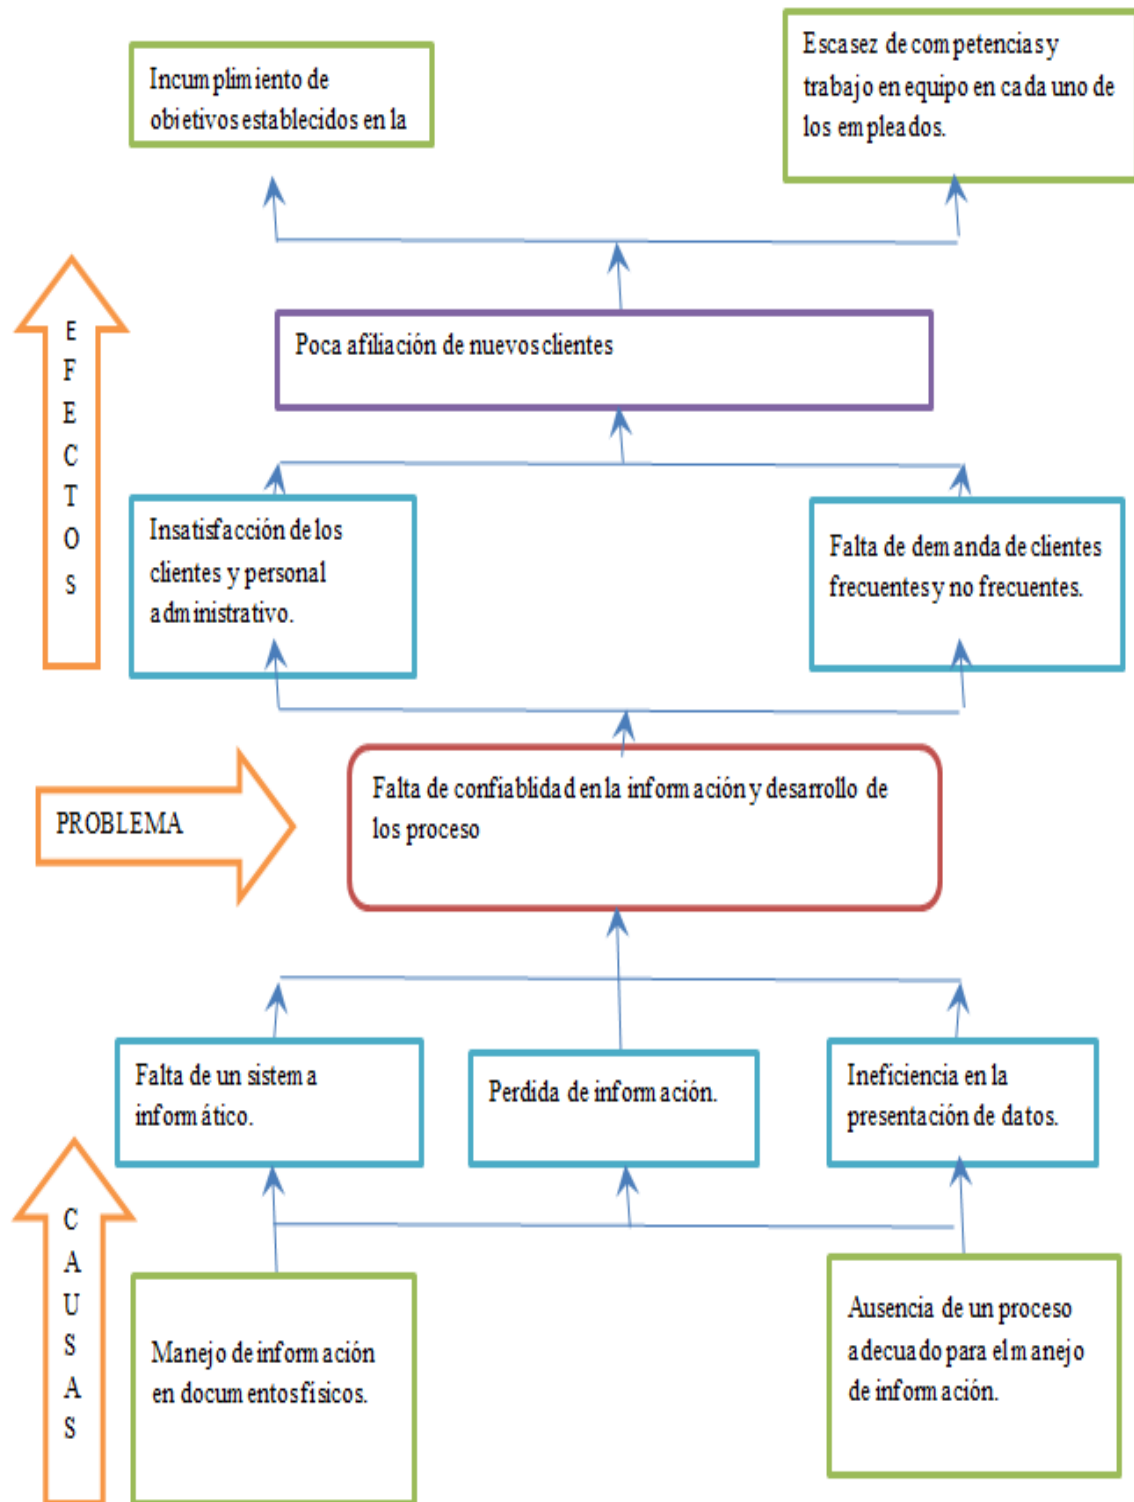 Incumplimiento de
objetivos establecidos en la
Escasez de competencias y
trabajo en equipo en cada uno de
los empleados.
EFECTOS
Poca afiliación de nuevos clientes
Insatisfacción de los
clientes y personal
administrativo.
Falta de demanda de clientes
frecuentes y no frecuentes.
PROBLEMA
Falta de confiablidad en la información y desarrollo de
los proceso
Falta de un sistema
informático.
Perdida de información.
Ineficiencia en la
presentación de datos.
CAUSAS
Manejo de información
en documentos físicos.
Ausencia de un proceso
adecuado para el manejo
de información.